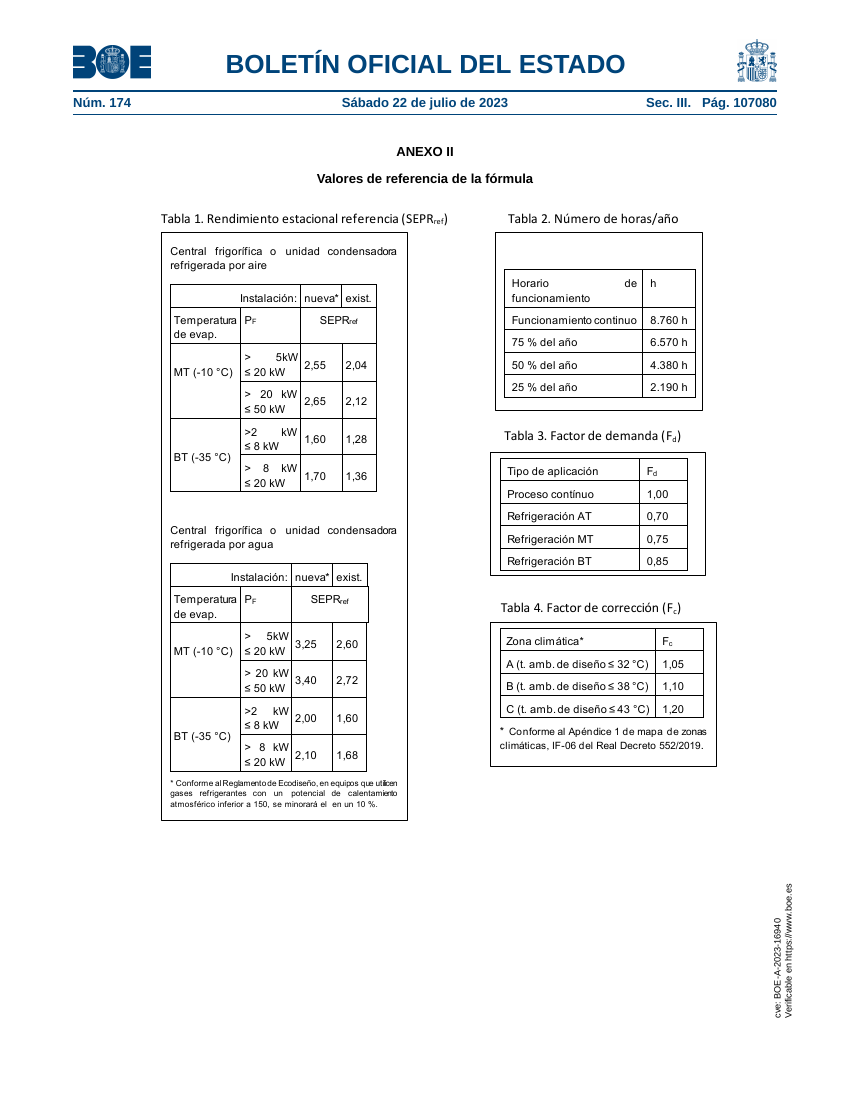 BOE
BOLETÍN OFICIAL DEL ESTADO
Núm. 174
Sábado 22 de julio de 2023
Sec. III. Pág. 107080
ANEXO II
Valores de referencia de la fórmula
Tabla 1. Rendimiento estacional referencia (SEPRref)
Central frigorífica o unidad condensadora
refrigerada por aire
Instalación: nueva* exist.
Temperatura PF SEPRref
de evap.
MT (-10 °C)
> 5kW
≤ 20 kW
2,55 2,04
> 20 kW
≤ 50 kW
2,65 2,12
BT (-35 °C)
>2 kW
≤ 8 kW
1,60 1,28
> 8 kW
≤ 20 kW
1,70 1,36
Central frigorífica o unidad condensadora
refrigerada por agua
Instalación: nueva* exist.
Temperatura PF SEPRref
de evap.
MT (-10 °C)
> 5kW
≤ 20 kW
3,25 2,60
> 20 kW
≤ 50 kW
3,40 2,72
BT (-35 °C)
>2 kW
≤ 8 kW
2,00 1,60
> 8 kW
≤ 20 kW
2,10 1,68
* Conforme al Reglamento de Ecodiseño, en equipos que utilicen
gases refrigerantes con un potencial de calentamiento
atmosférico inferior a 150, se minorará el en un 10 %.
Tabla 2. Número de horas/año
Horario de h
funcionamiento
Funcionamiento continuo 8.760 h
75 % del año 6.570 h
50 % del año 4.380 h
25 % del año 2.190 h
Tabla 3. Factor de demanda (Fd)
Tipo de aplicación Fd
Proceso contínuo 1,00
Refrigeración AT 0,70
Refrigeración MT 0,75
Refrigeración BT 0,85
Tabla 4. Factor de corrección (Fc)
Zona climática* Fc
A (t. amb. de diseño ≤ 32 °C) 1,05
B (t. amb. de diseño ≤ 38 °C) 1,10
C (t. amb. de diseño ≤ 43 °C) 1,20
* Conforme al Apéndice 1 de mapa de zonas
climáticas, IF-06 del Real Decreto 552/2019.
cve: BOE-A-2023-16940
Verificable en https://www.boe.es